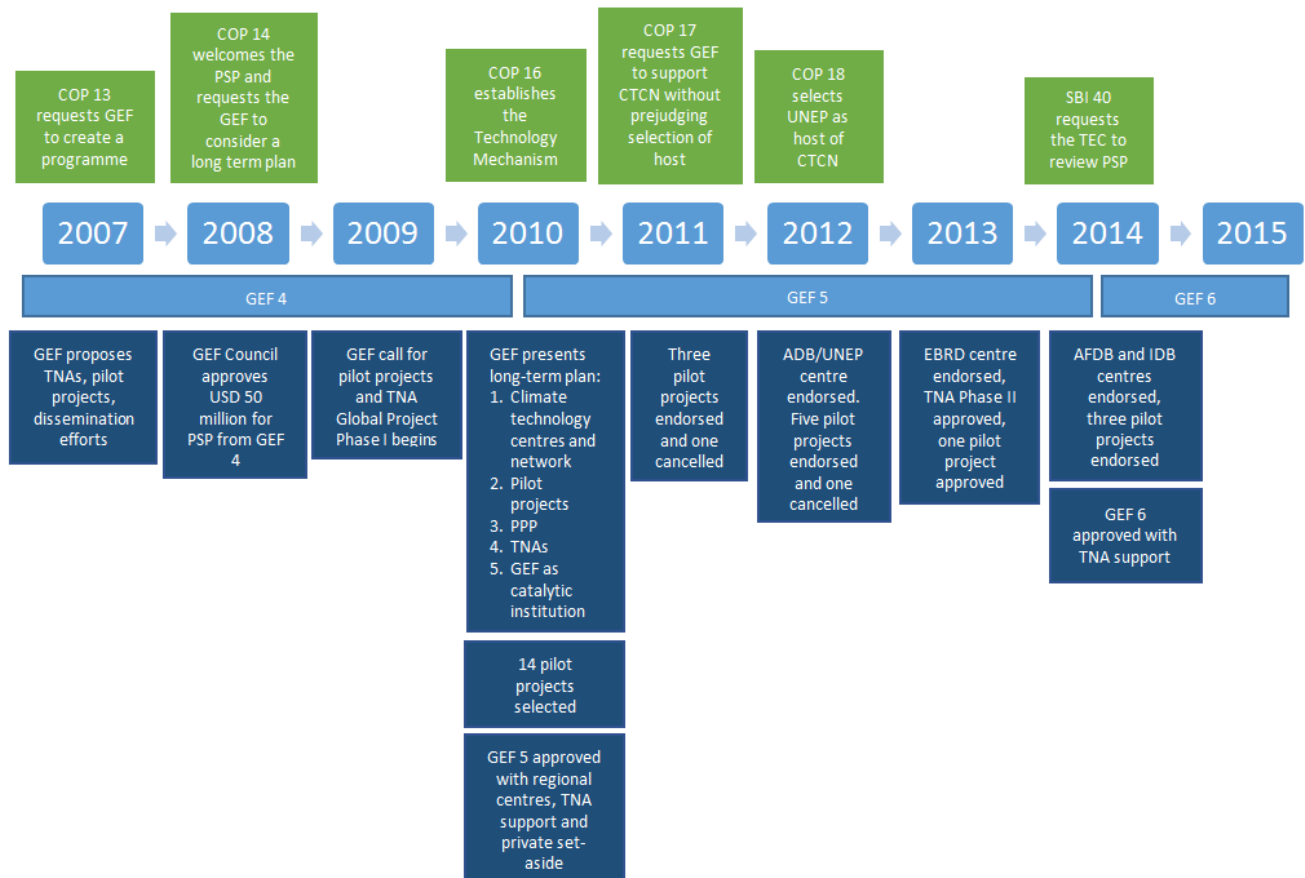 COP 13
requests GEF
to create a
programme
COP 14
welcomes the
PSP and
requests the
GEF to
consider a
long term plan
COP 16
establishes
the
Technology
Mechanism
COP 17
requests GEF
to support
CTCN without
prejudging
selection of
host
COP 18
selects
UNEP as
host of
CTCN
SBI 40
requests
the TEC to
review PSP
2007
2008
2009
2010
2011
2012
2013
2014
2015
GEF 4
GEF 5
GEF 6
GEF proposes
TNAs, pilot
projects,
dissemination
efforts
GEF Council
approves
USD 50
million for
PSP from GEF
4
GEF call for
pilot projects
and TNA
Global Project
Phase I begins
GEF presents
long-term plan:
1. Climate
technology
centres and
network
2. Pilot
projects
3. PPP
4. TNAs
5. GEF as
catalytic
institution
14 pilot
projects
selected
GEF 5 approved
with regional
centres, TNA
support and
private set-
aside
Three
pilot
projects
endorsed
and one
cancelled
ADB/UNEP
centre
endorsed.
Five pilot
projects
endorsed
and one
cancelled
EBRD centre
endorsed,
TNA Phase II
approved,
one pilot
project
approved
AFDB and IDB
centres
endorsed,
three pilot
projects
endorsed
GEF 6
approved with
TNA support